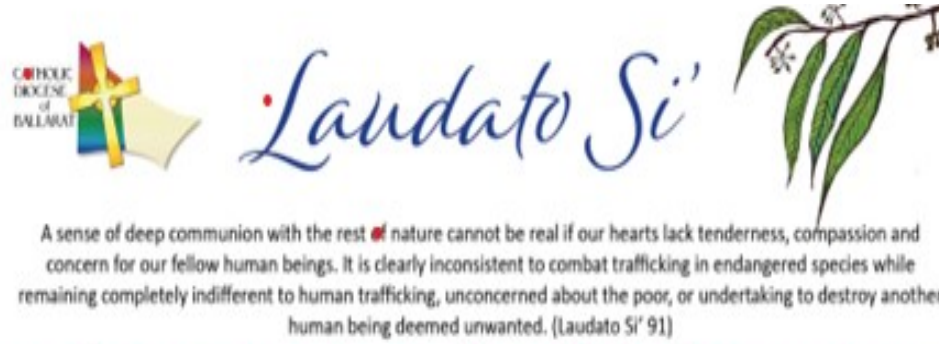 CATHOLIC
DIOCESE
of
BALLARAT
Laudato Si’
A sense of deep communion with the rest of nature cannot be real if our hearts lack tenderness, compassion and
concern for our fellow human beings. It is clearly inconsistent to combat trafficking in endangered species while
remaining completely indifferent to human trafficking, unconcerned about the poor, or undertaking to destroy another
human being deemed unwanted. (Laudato Si’ 91)